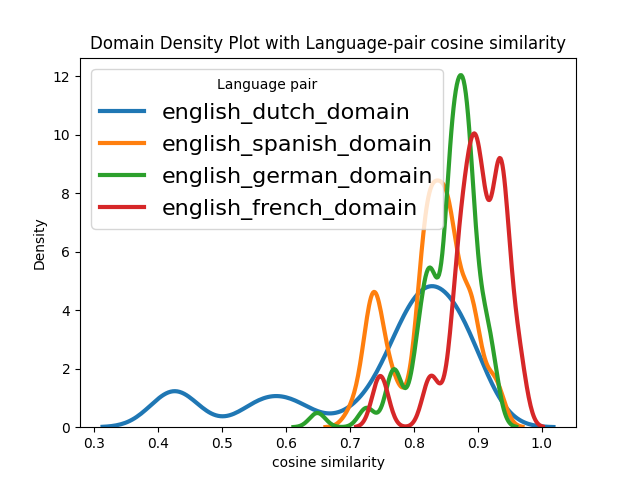 Domain Density Plot with Language-pair cosine similarity
Language pair
english_dutch_domain
english_spanish_domain
english_german_domain
english_french_domain
Density
12
10
8
6
4
2
0
0.3 0.4 0.5 0.6 0.7 0.8 0.9 1.0
cosine similarity